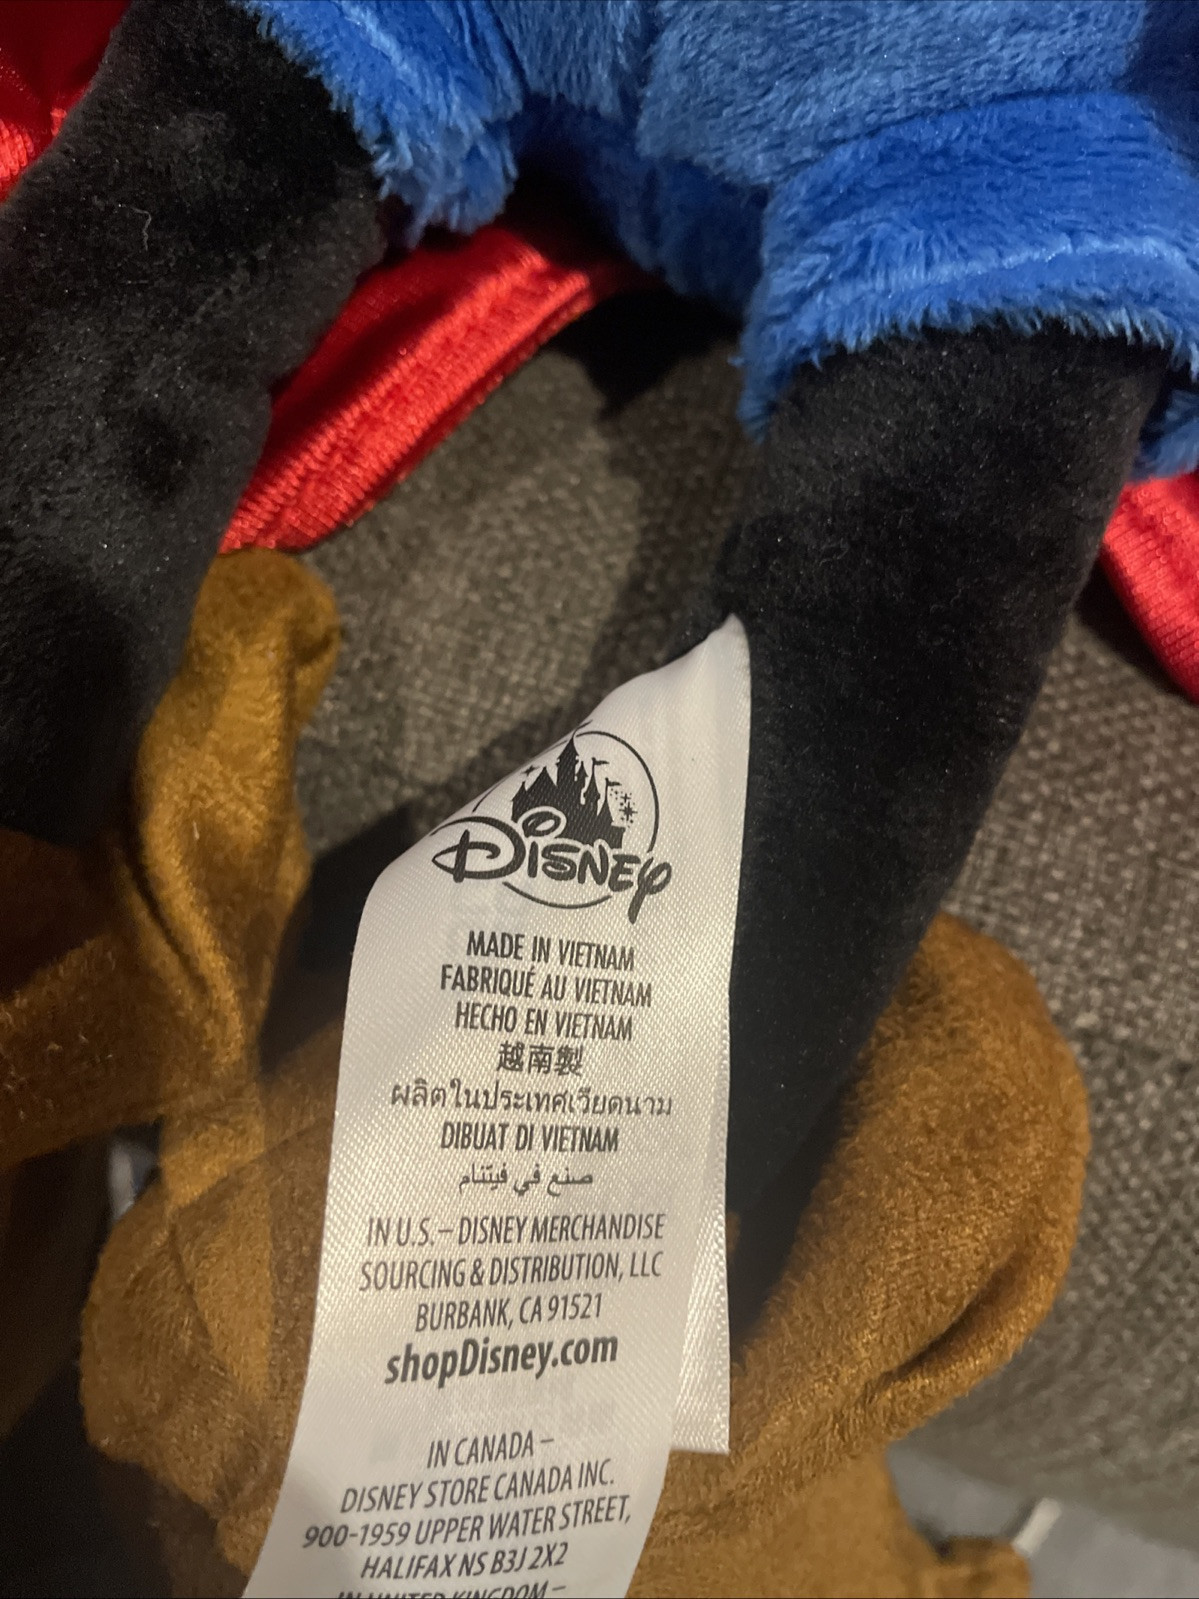 Disney
MADE IN VIETNAM
FABRIQUÉ AU VIETNAM
HECHO EN VIETNAM
越南製
ผลิตในประเทศเวียดนาม
DIBUAT DI VIETNAM
صنع في فيتنام
IN U.S. – DISNEY MERCHANDISE
SOURCING & DISTRIBUTION, LLC
BURBANK, CA 91521
shopDisney.com
IN CANADA –
DISNEY STORE CANADA INC.
900-1959 UPPER WATER STREET,
HALIFAX NS B3J 2X2
IN UNITED KINGDOM –